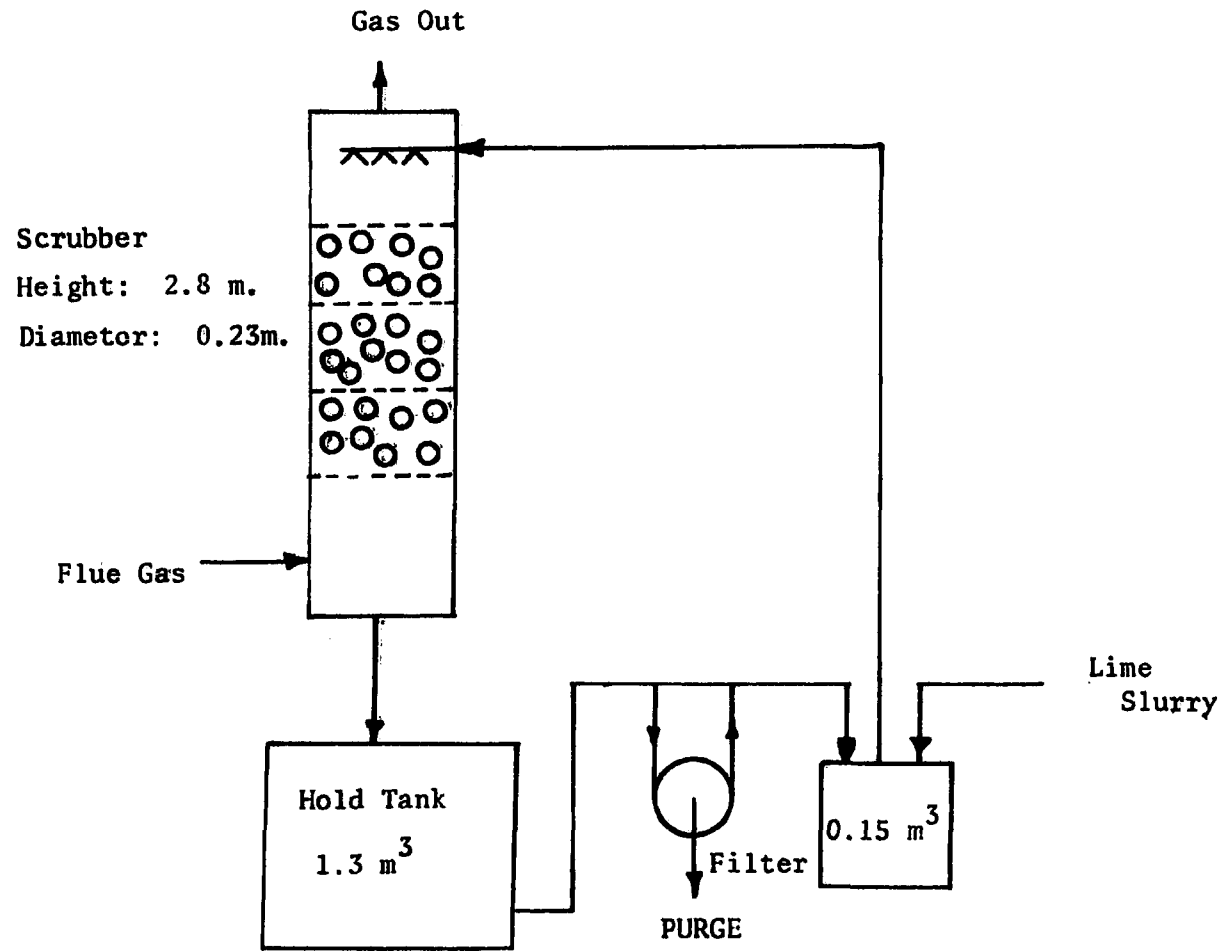 Gas Out
Scrubber
Height: 2.8 m.
Diametor: 0.23m.
Flue Gas
Lime
Slurry
Hold Tank
1.3 m³
0.15 m³
Filter
PURGE